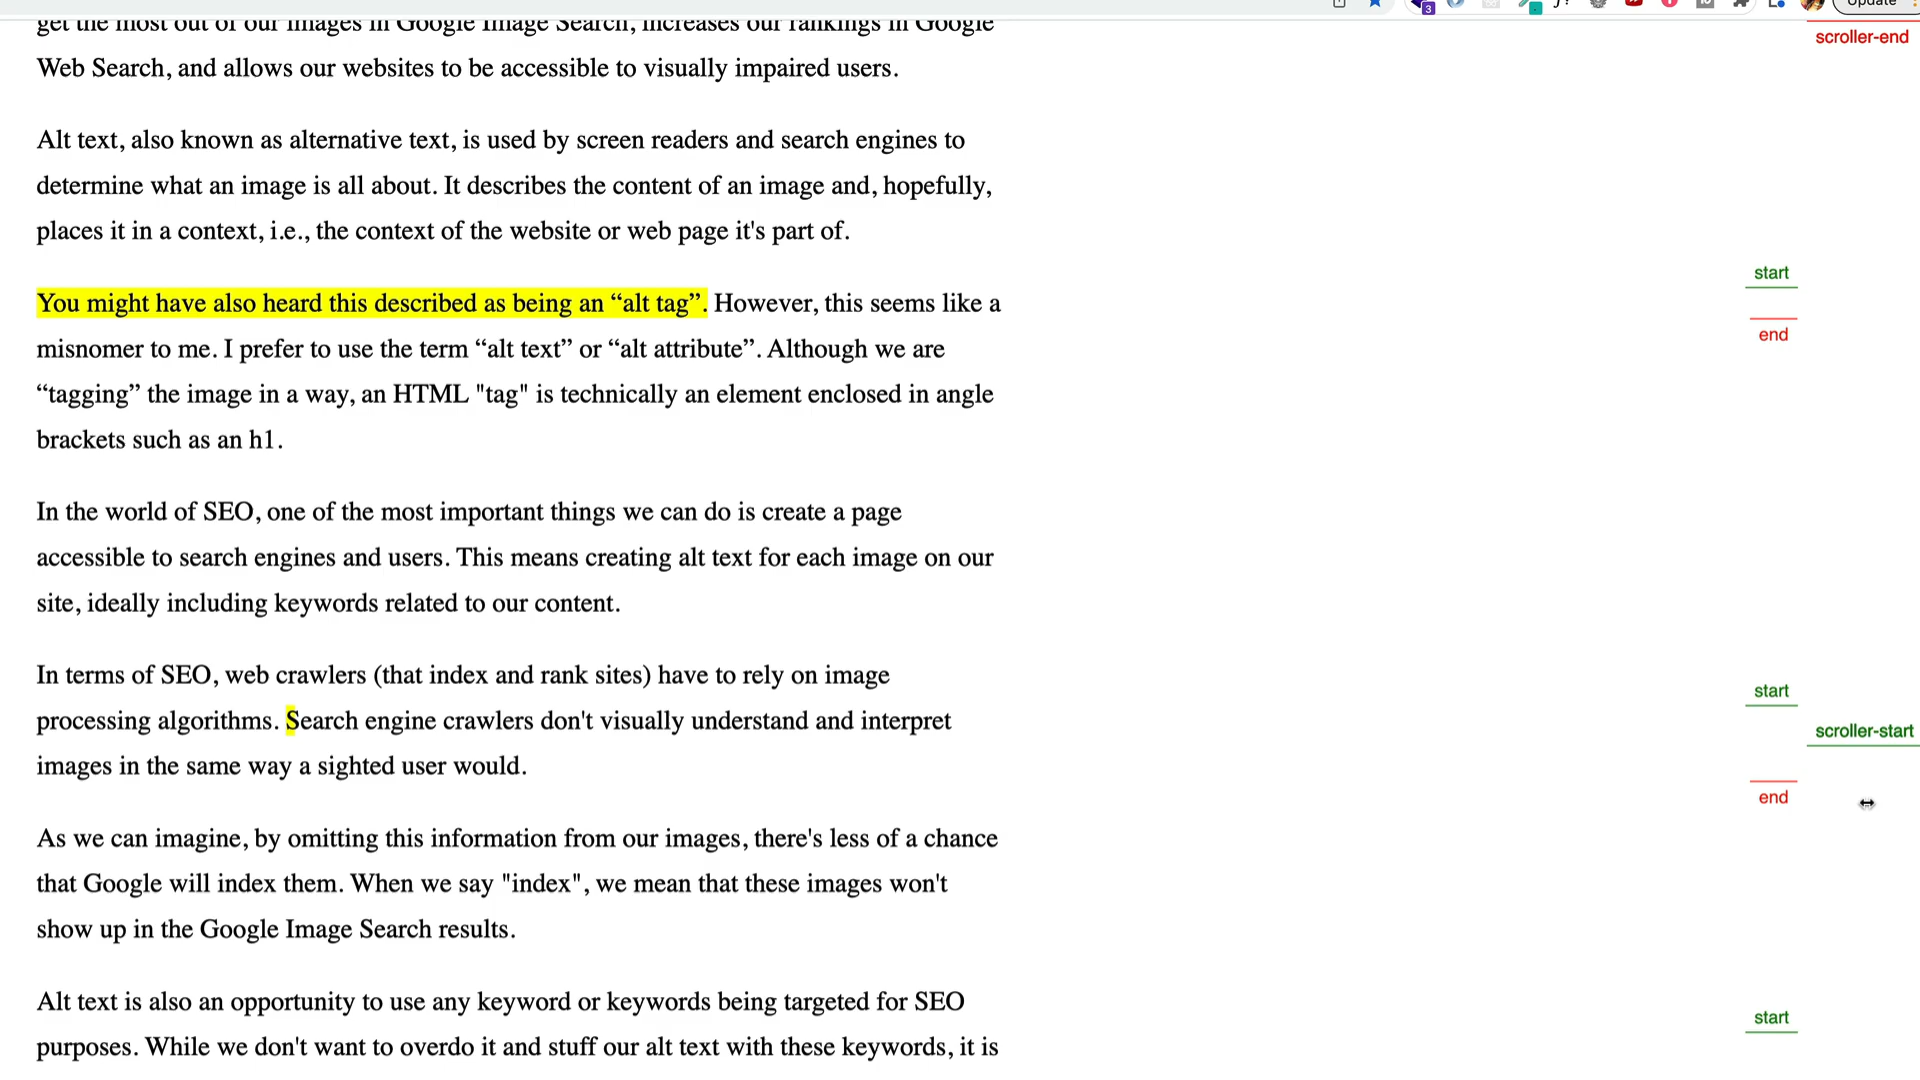 Update
3
get the most out of our images in Google Image Search, increases our rankings in Google
Web Search, and allows our websites to be accessible to visually impaired users.
Alt text, also known as alternative text, is used by screen readers and search engines to
determine what an image is all about. It describes the content of an image and, hopefully,
places it in a context, i.e., the context of the website or web page it's part of.
You might have also heard this described as being an “alt tag”. However, this seems like a
misnomer to me. I prefer to use the term “alt text” or “alt attribute”. Although we are
“tagging” the image in a way, an HTML "tag" is technically an element enclosed in angle
brackets such as an h1.
In the world of SEO, one of the most important things we can do is create a page
accessible to search engines and users. This means creating alt text for each image on our
site, ideally including keywords related to our content.
In terms of SEO, web crawlers (that index and rank sites) have to rely on image
processing algorithms. Search engine crawlers don't visually understand and interpret
images in the same way a sighted user would.
As we can imagine, by omitting this information from our images, there's less of a chance
that Google will index them. When we say "index", we mean that these images won't
show up in the Google Image Search results.
Alt text is also an opportunity to use any keyword or keywords being targeted for SEO
purposes. While we don't want to overdo it and stuff our alt text with these keywords, it is
scroller-end
start
end
start
scroller-start
end
start